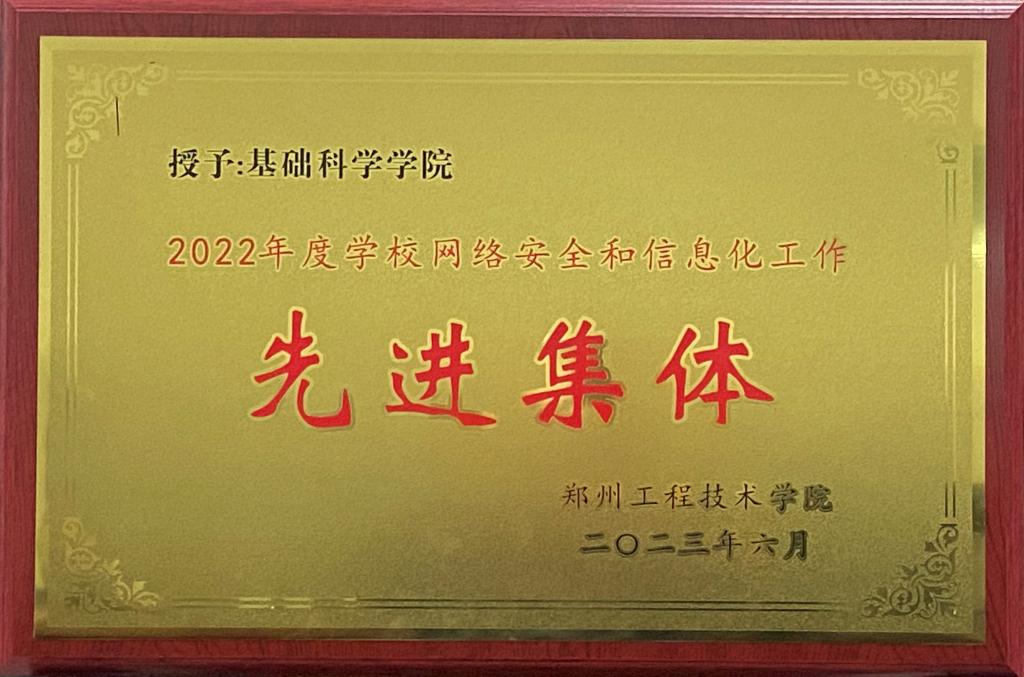 授予:基础科学学院
2022年度学校网络安全和信息化工作
先进集体
郑州工程技术学院
二〇二三年六月